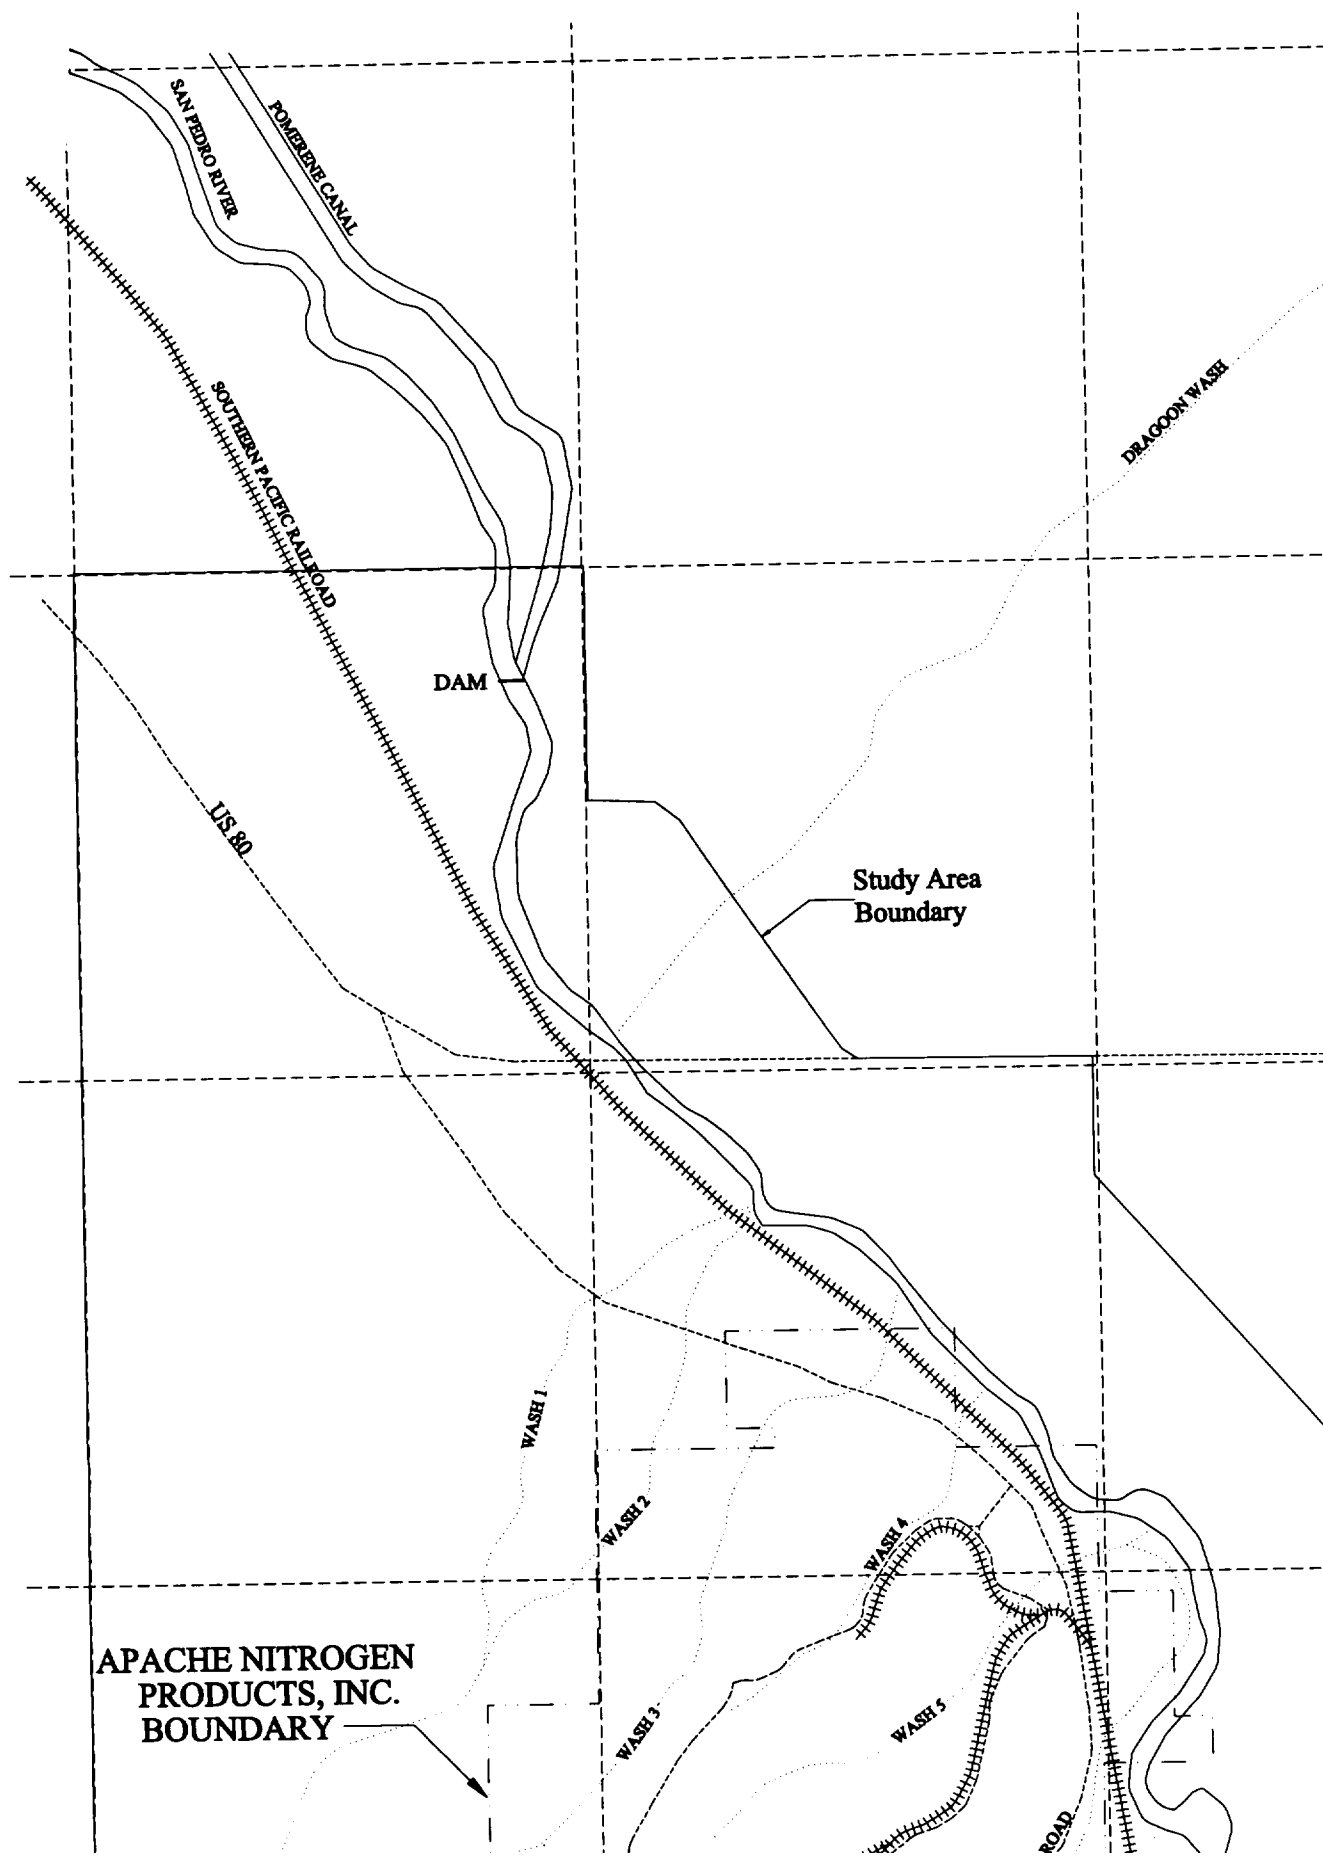 SAN PEDRO RIVER
POMERENE CANAL
SOUTHERN PACIFIC RAILROAD
DRAGOON WASH
DAM
US 80
Study Area
Boundary
WASH 1
WASH 2
WASH 4
APACHE NITROGEN
PRODUCTS, INC.
BOUNDARY
WASH 3
WASH 5
ROAD